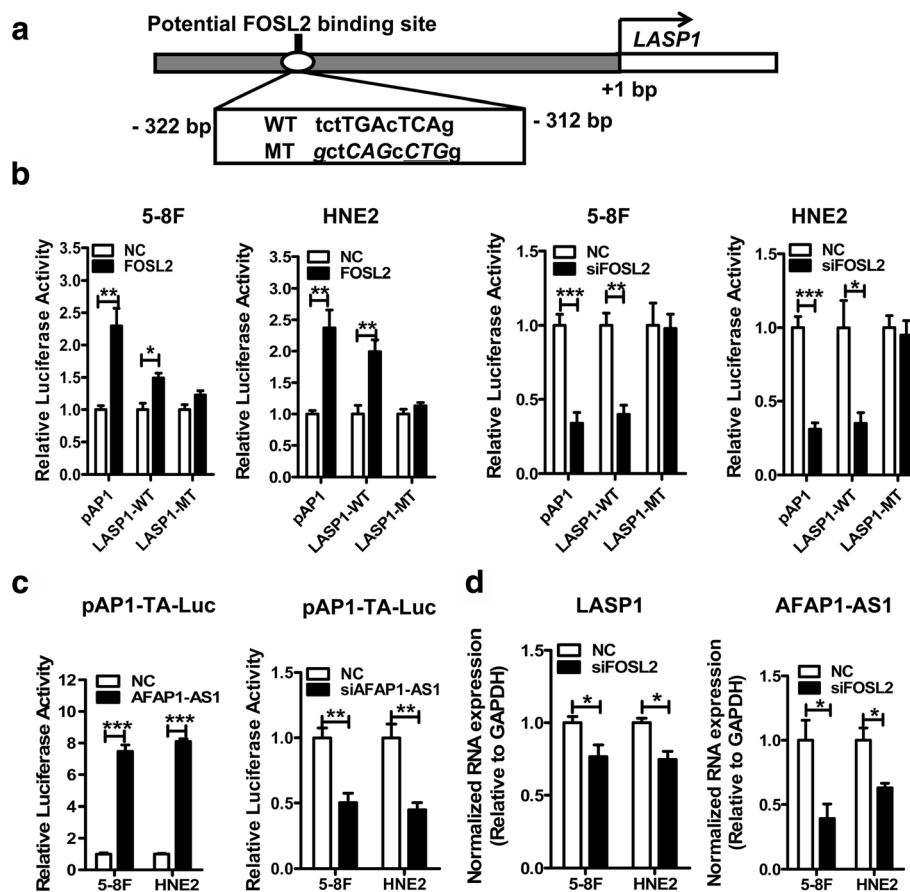 a
Potential FOSL2 binding site
LASP1
+1 bp
- 322 bp
WT tctTGAcTCAg
- 312 bp
MT gctCAGcCTGg
b
5-8F
HNE2
5-8F
HNE2
Relative Luciferase Activity
3.5
3.0
2.5
2.0
1.5
1.0
0.5
0.0
NC
FOSL2
**
*
pAP1
LASP1-WT
LASP1-MT
Relative Luciferase Activity
3.5
3.0
2.5
2.0
1.5
1.0
0.5
0.0
NC
FOSL2
**
**
pAP1
LASP1-WT
LASP1-MT
Relative Luciferase Activity
1.5
1.0
0.5
0.0
NC
siFOSL2
***
**
pAP1
LASP1-WT
LASP1-MT
Relative Luciferase Activity
1.5
1.0
0.5
0.0
NC
siFOSL2
***
*
pAP1
LASP1-WT
LASP1-MT
c
pAP1-TA-Luc
pAP1-TA-Luc
Relative Luciferase Activity
12
10
8
6
4
2
0
NC
AFAP1-AS1
***
***
5-8F
HNE2
Relative Luciferase Activity
1.5
1.0
0.5
0.0
NC
siAFAP1-AS1
**
**
5-8F
HNE2
d
LASP1
AFAP1-AS1
Normalized RNA expression
(Relative to GAPDH)
1.5
1.0
0.5
0.0
NC
siFOSL2
*
*
5-8F
HNE2
Normalized RNA expression
(Relative to GAPDH)
1.5
1.0
0.5
0.0
NC
siFOSL2
*
*
5-8F
HNE2